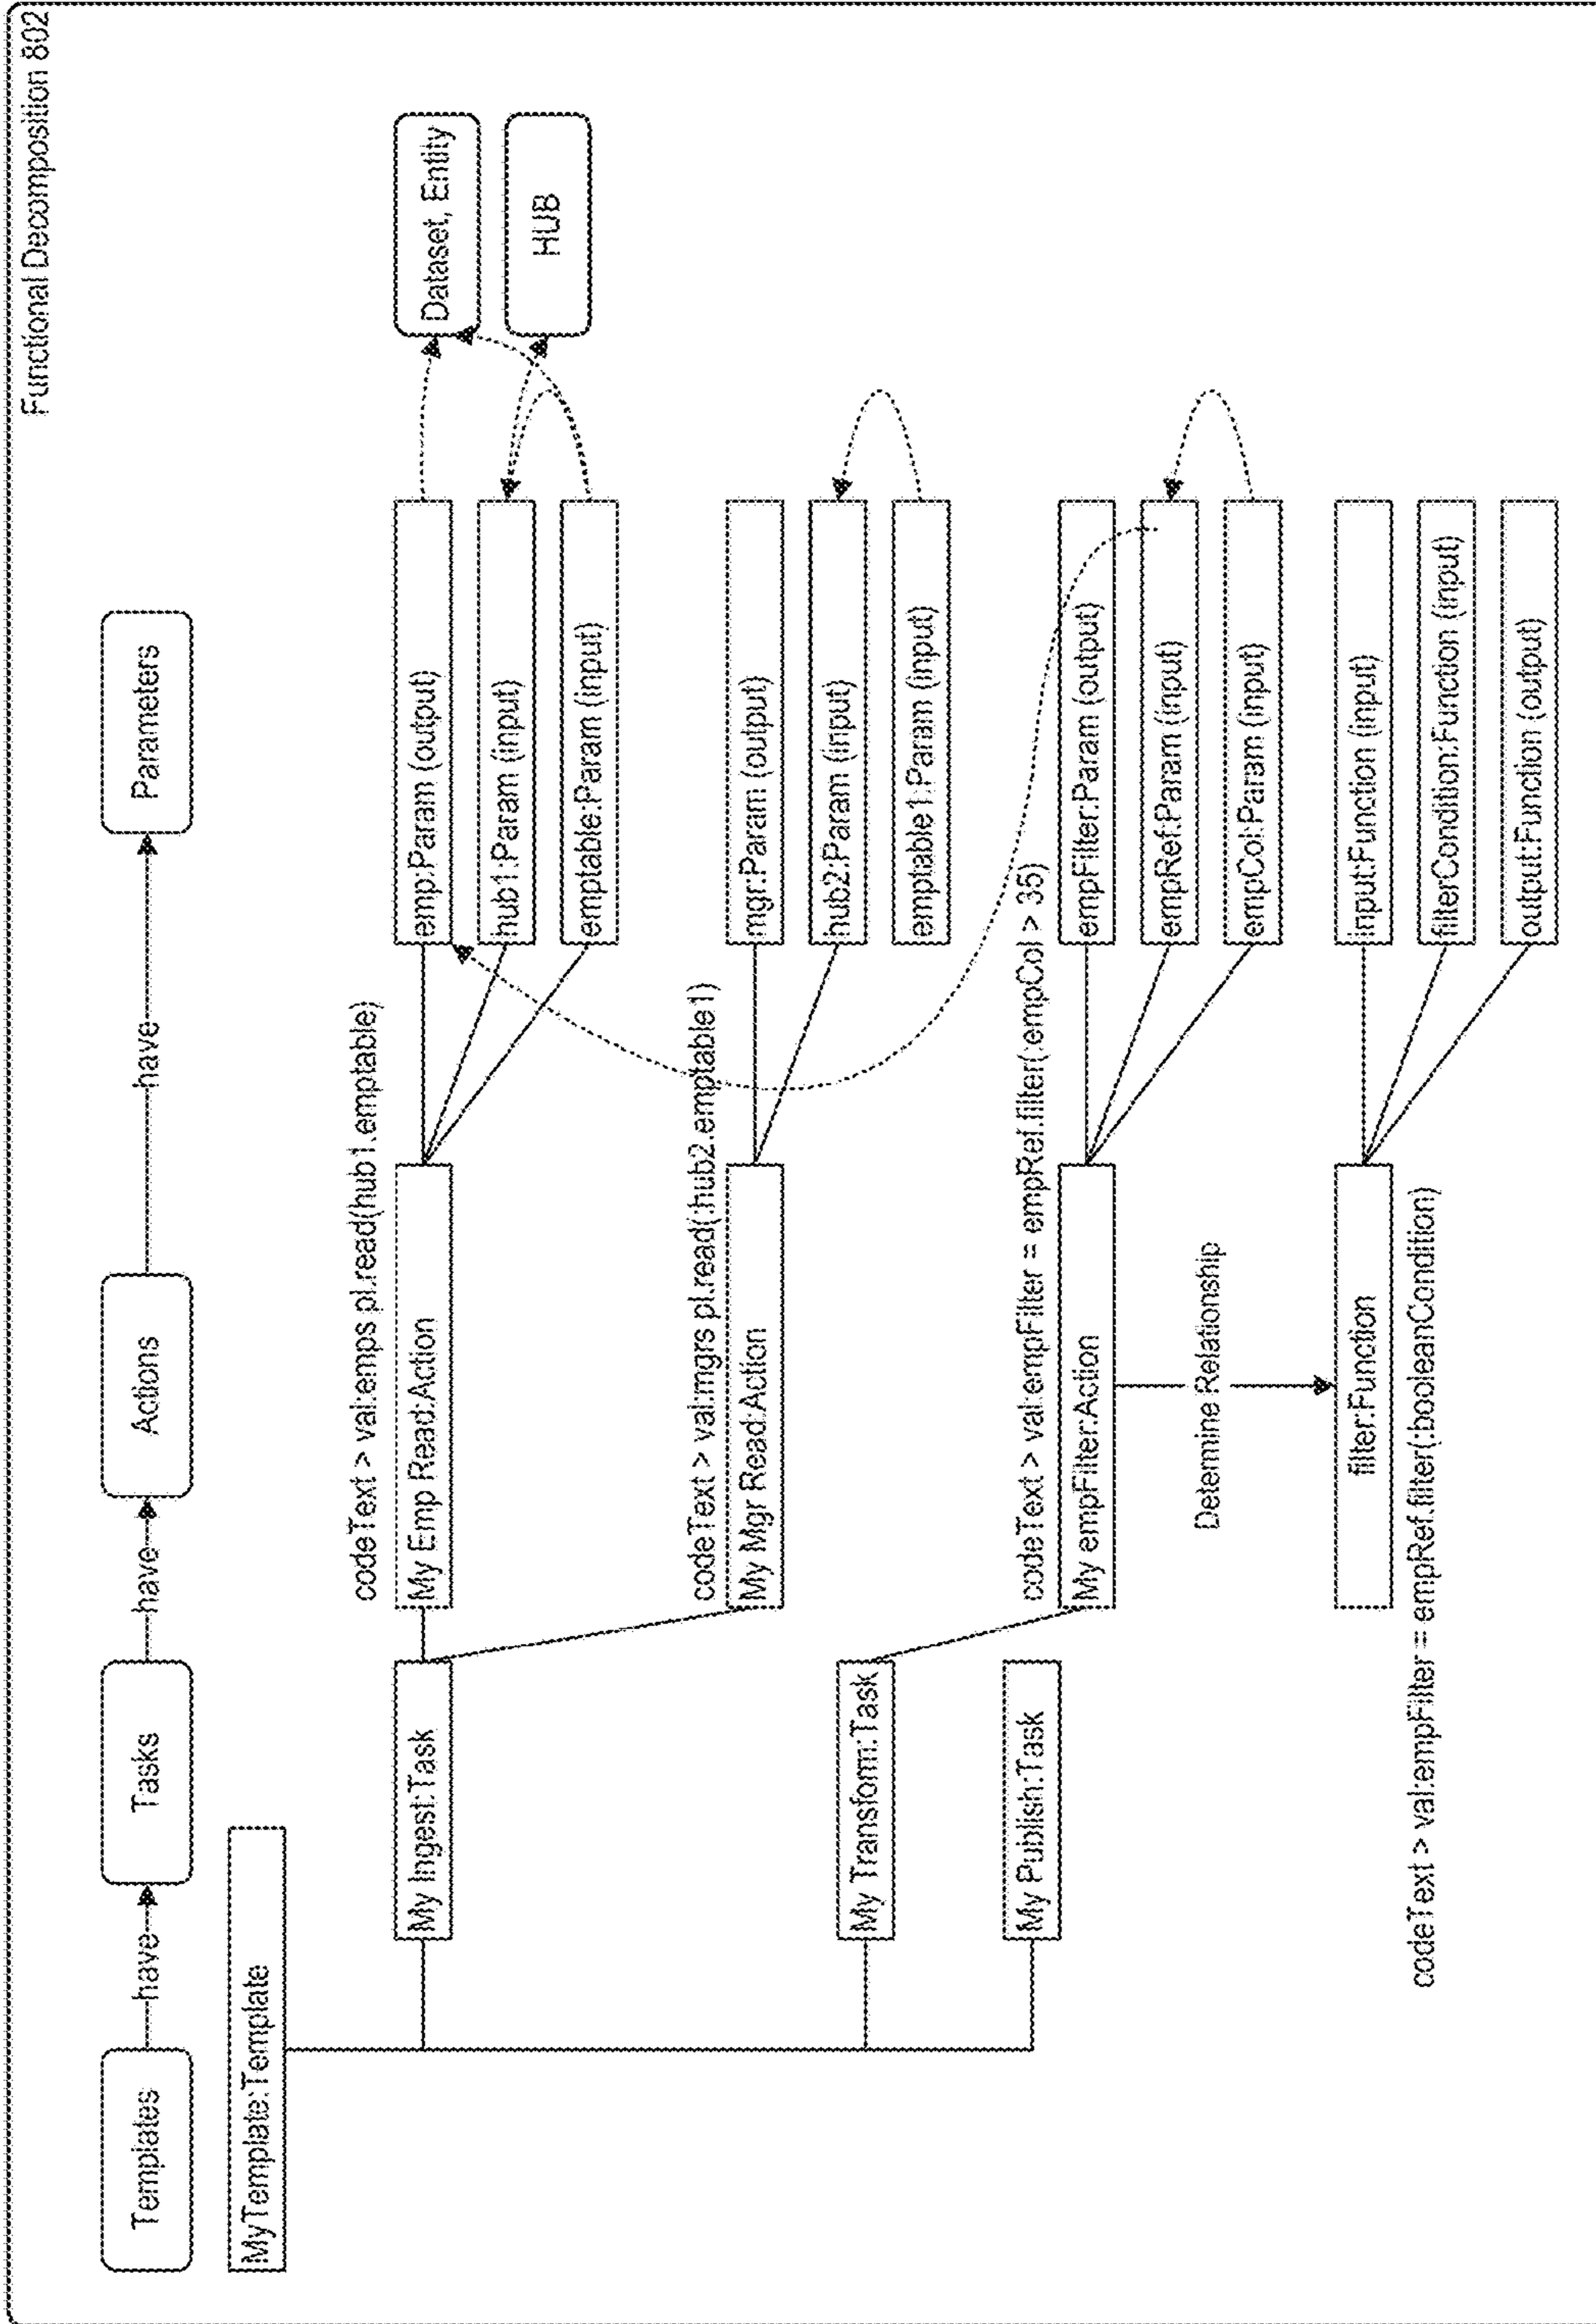 Functional Decomposition 802
Templates
have
Tasks
have
Actions
have
Parameters
MyTemplate:Template
codeText > val:emps pl.read(hub1.emptable)
My Ingest:Task
My Emp Read:Action
emp:Param (output)
Dataset, Entity
hub1:Param (input)
HUB
emptable:Param (input)
codeText > val:mgrs pl.read(:hub2.emptable1)
My Mgr Read:Action
mgr:Param (output)
hub2:Param (input)
My Transform:Task
emptable1:Param (input)
codeText > val:empFilter = empRef.filter(:empCol > 35)
My Publish:Task
My empFilter:Action
empFilter:Param (output)
empRef:Param (input)
Determine Relationship
empCol:Param (input)
filter:Function
input:Function (input)
codeText > val:empFilter = empRef.filter(:booleanCondition)
filterCondition:Function (input)
output:Function (output)